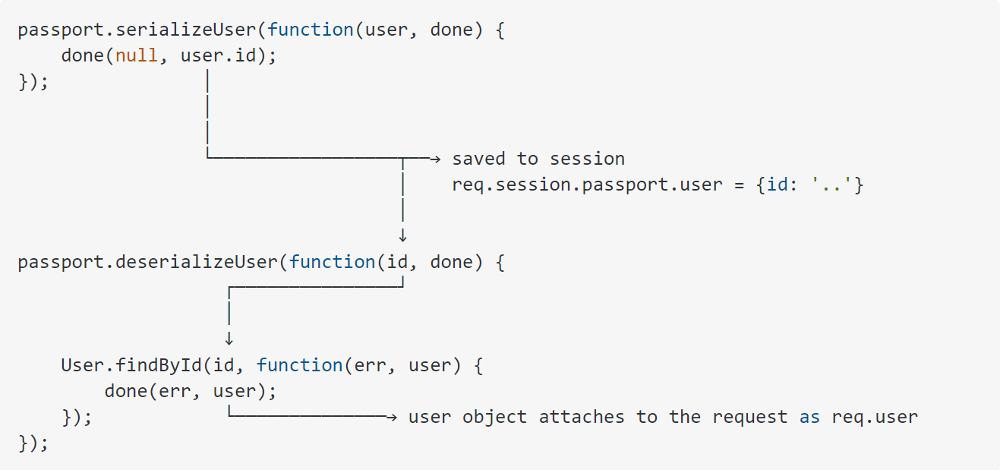 passport.serializeUser(function(user, done) {
    done(null, user.id);
});
saved to session
req.session.passport.user = {id: '..'}
passport.deserializeUser(function(id, done) {
    User.findById(id, function(err, user) {
        done(err, user);
    });
user object attaches to the request as req.user
});